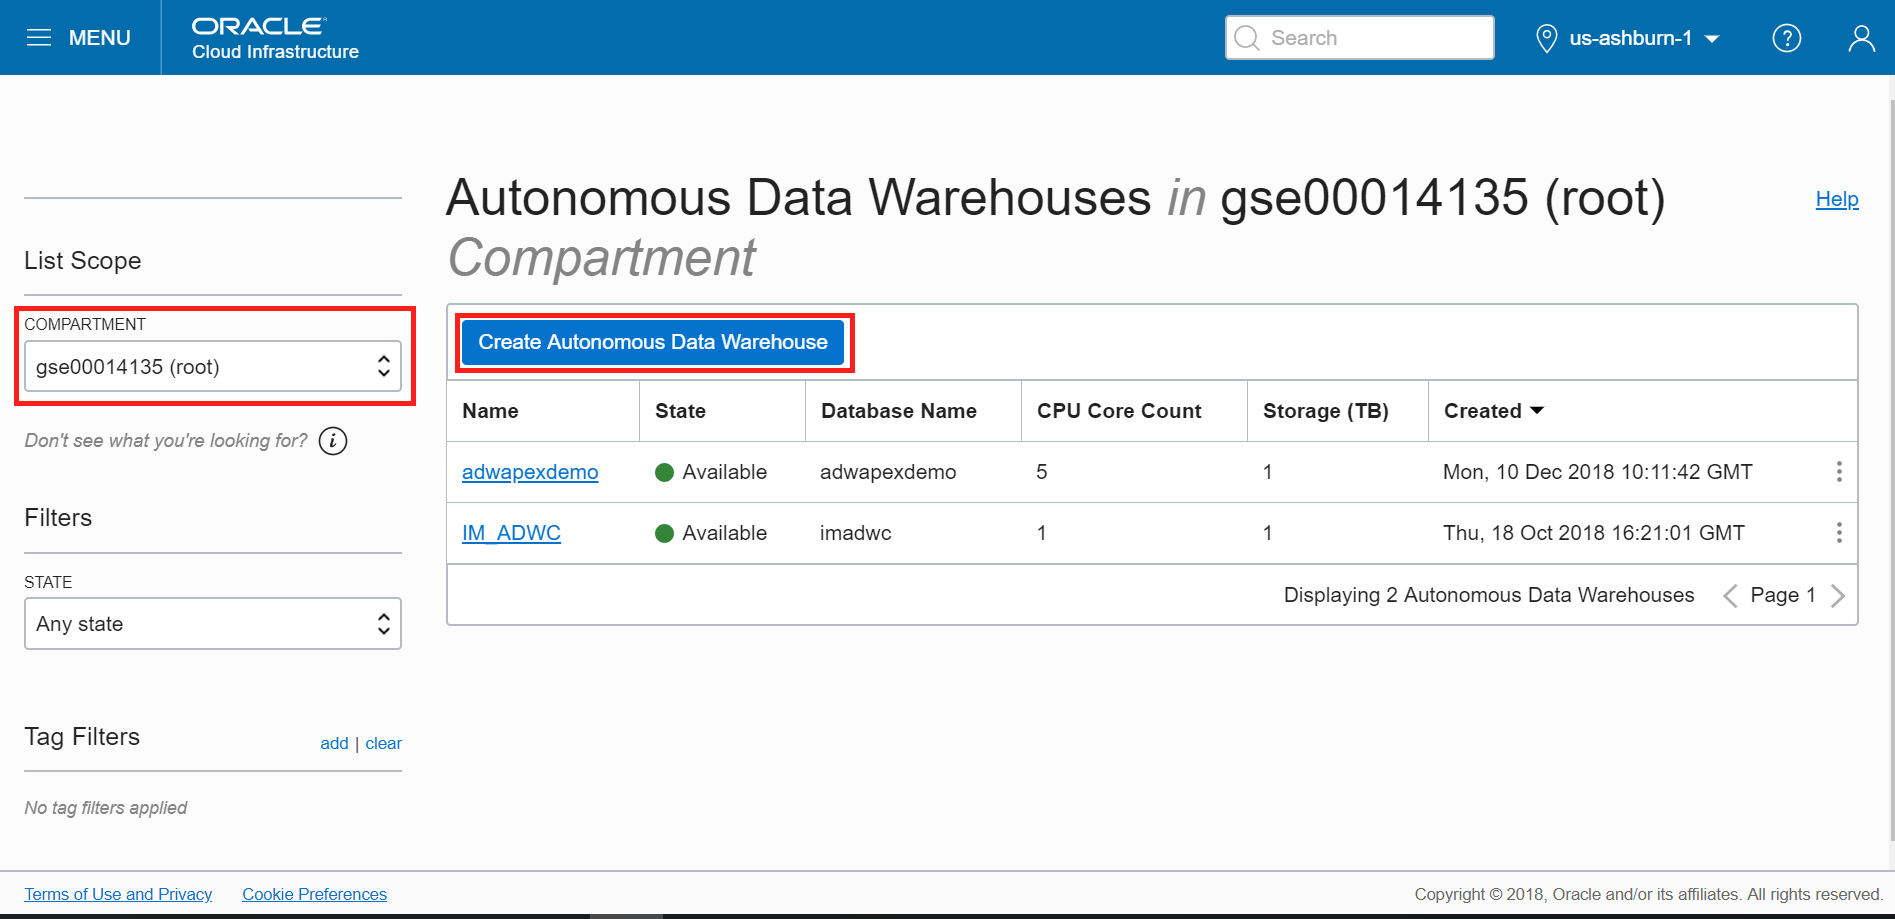 MENU
ORACLE
Cloud Infrastructure
Search
us-ashburn-1
Autonomous Data Warehouses in gse00014135 (root)
Compartment
Help
List Scope
COMPARTMENT
gse00014135 (root)
Don't see what you're looking for?
Filters
STATE
Any state
Tag Filters
add | clear
No tag filters applied
Create Autonomous Data Warehouse
Name State Database Name CPU Core Count Storage (TB) Created
adwapexdemo Available adwapexdemo 5 1 Mon, 10 Dec 2018 10:11:42 GMT
IM_ADWC Available imadwc 1 1 Thu, 18 Oct 2018 16:21:01 GMT
Displaying 2 Autonomous Data Warehouses Page 1
Terms of Use and Privacy Cookie Preferences
Copyright © 2018, Oracle and/or its affiliates. All rights reserved.